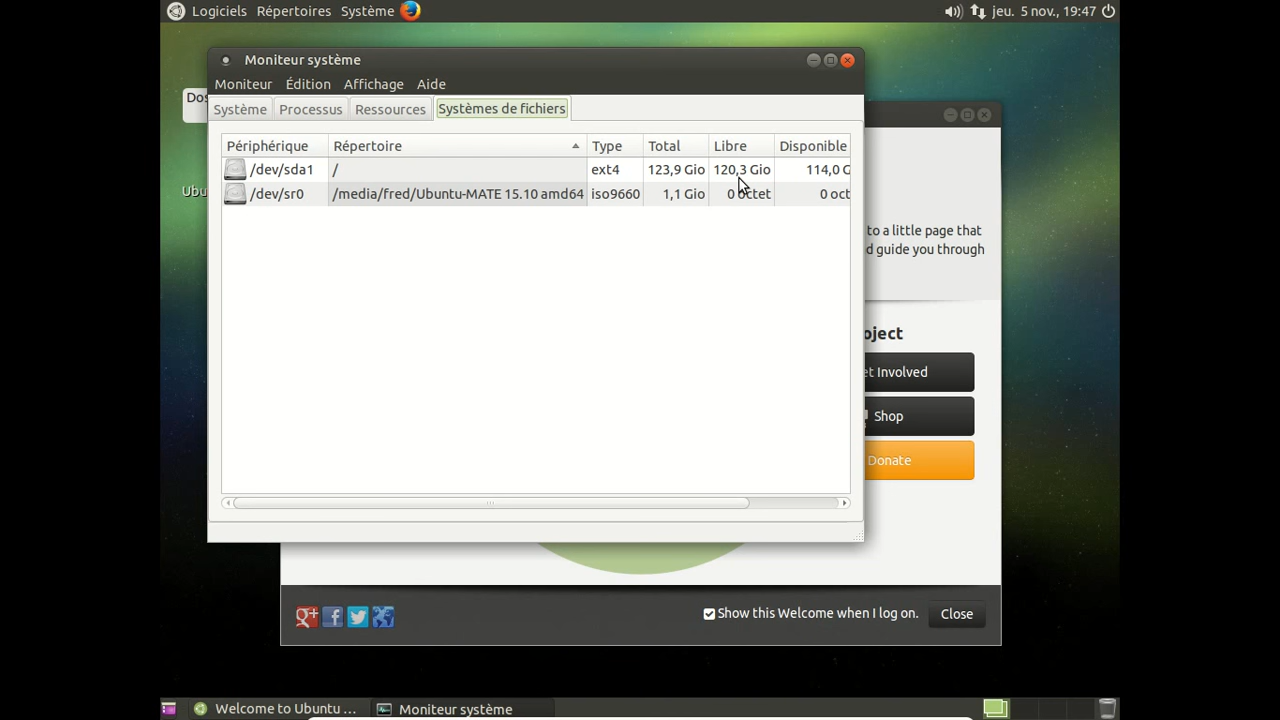 Logiciels Répertoires Système jeu. 5 nov., 19:47
Dos
Ubu
Moniteur système
Moniteur Édition Affichage Aide
Système Processus Ressources Systèmes de fichiers
Périphérique Répertoire Type Total Libre Disponible
/dev/sda1 / ext4 123,9 Gio 120,3 Gio 114,0 G
/dev/sr0 /media/fred/Ubuntu-MATE 15.10 amd64 iso9660 1,1 Gio 0 octet 0 oct
to a little page that
d guide you through
oject
et Involved
Shop
Donate
g+ f
Show this Welcome when I log on. Close
Welcome to Ubuntu ... Moniteur système